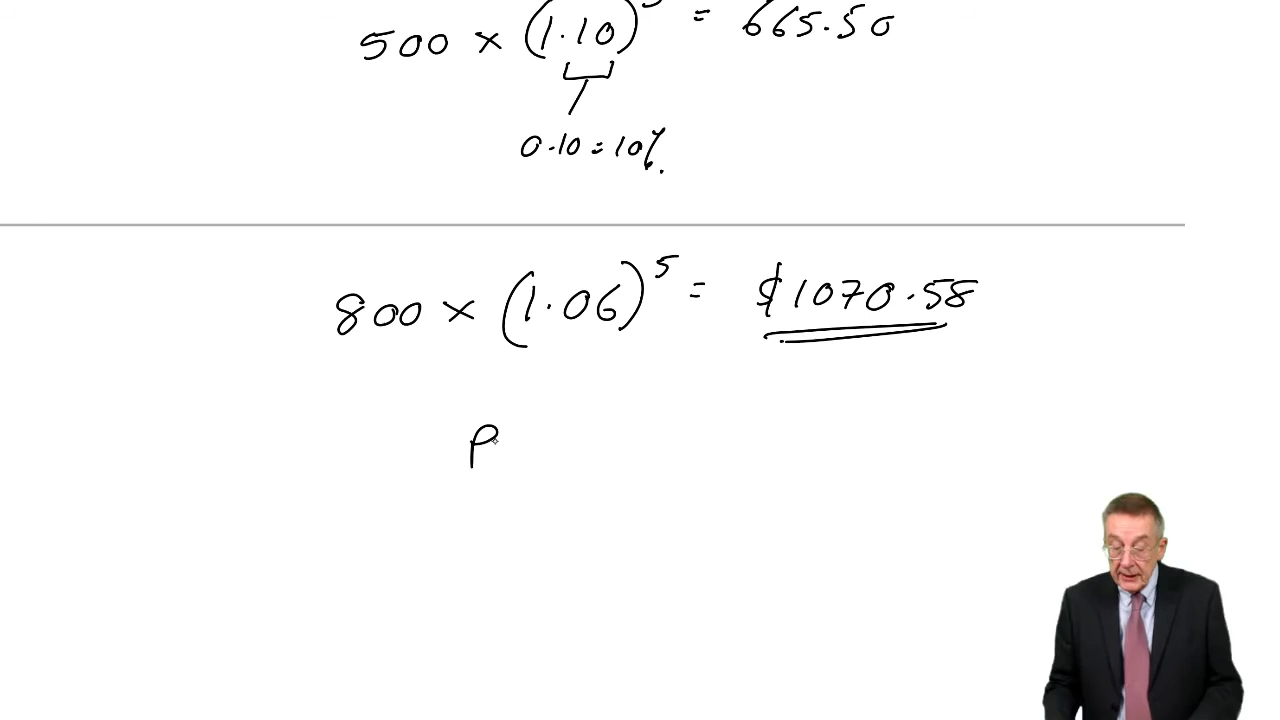 500 × (1.10)³ = 665.50
0.10 = 10%.
800 × (1.06)⁵ = $1070.58
P